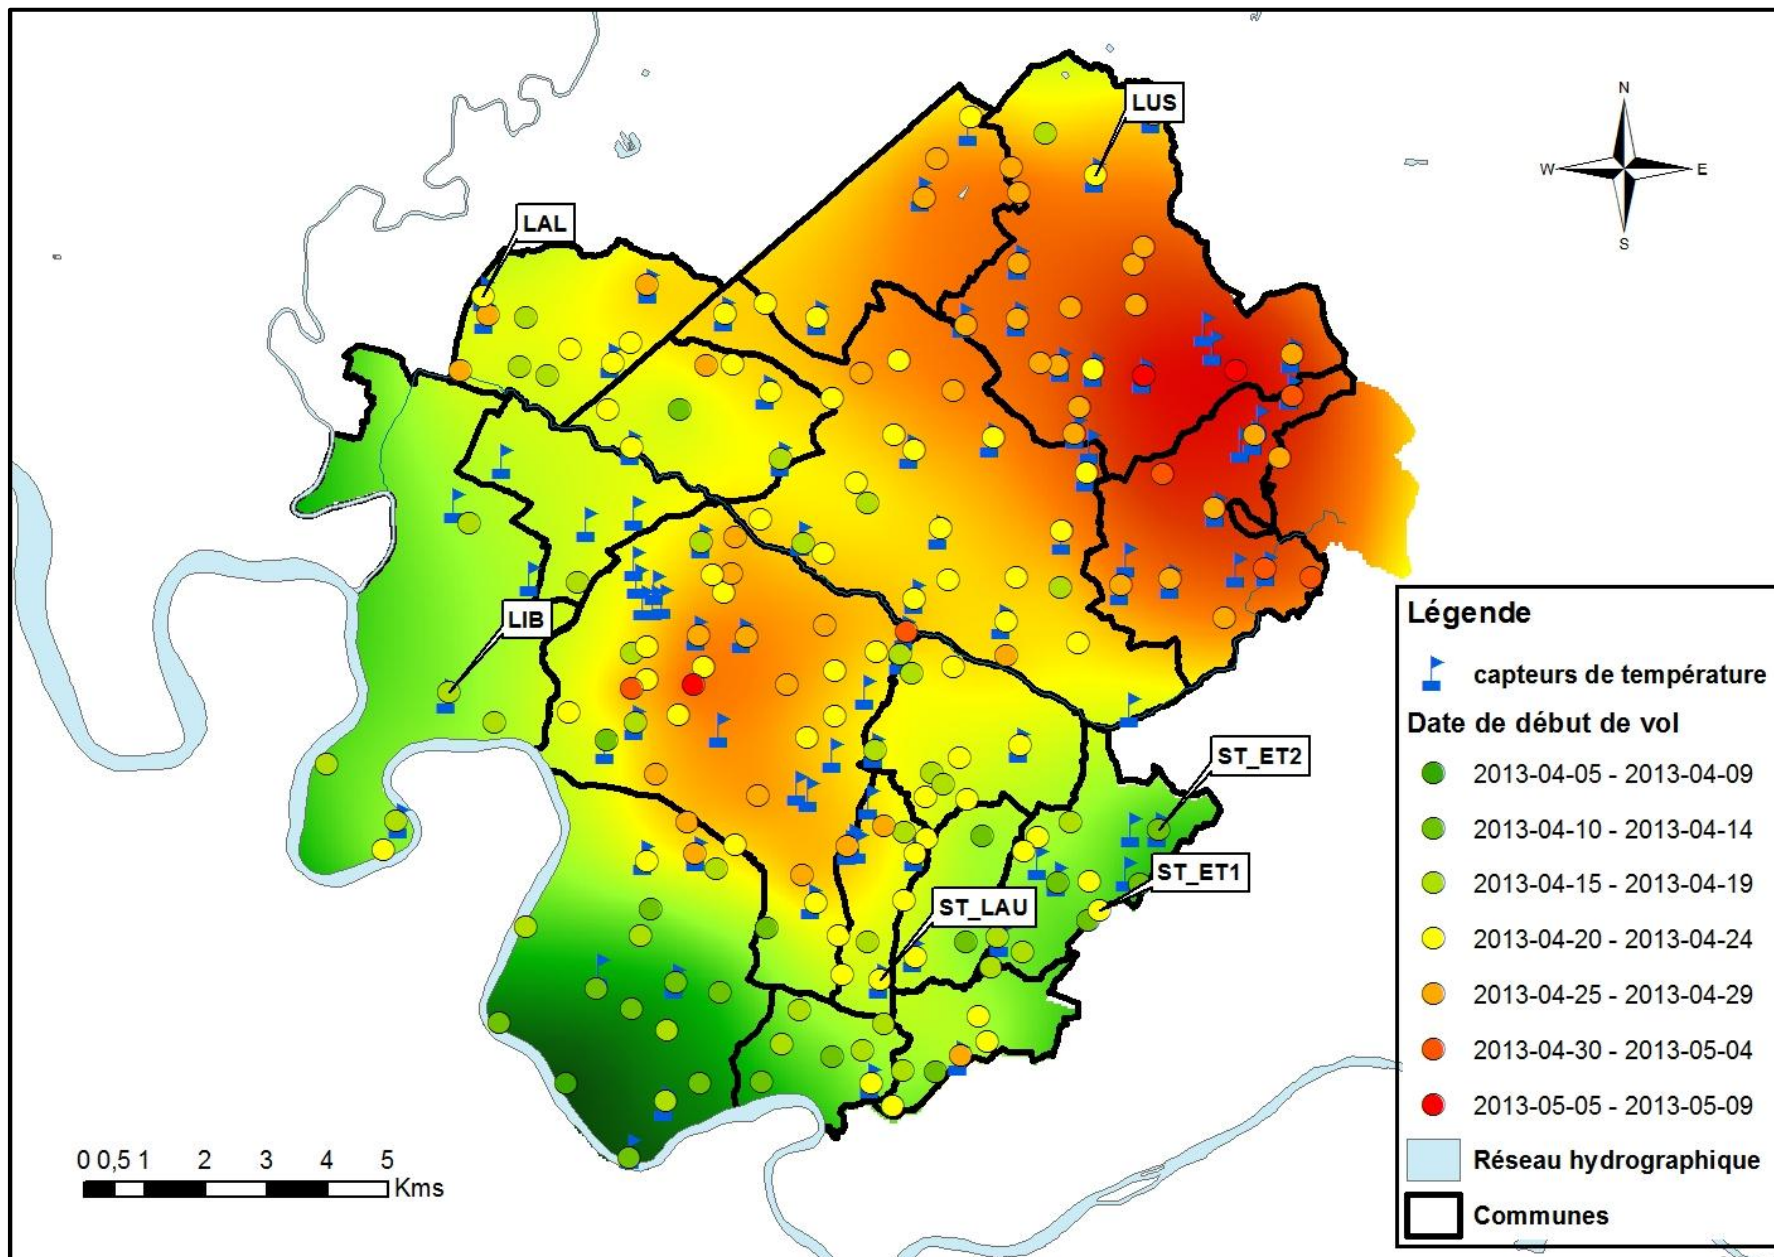 LUS
N
W
E
S
LAL
LIB
ST_ET2
ST_ET1
ST_LAU
Légende
capteurs de température
Date de début de vol
2013-04-05 - 2013-04-09
2013-04-10 - 2013-04-14
2013-04-15 - 2013-04-19
2013-04-20 - 2013-04-24
2013-04-25 - 2013-04-29
2013-04-30 - 2013-05-04
2013-05-05 - 2013-05-09
Réseau hydrographique
Communes
0 0,5 1 2 3 4 5
Kms